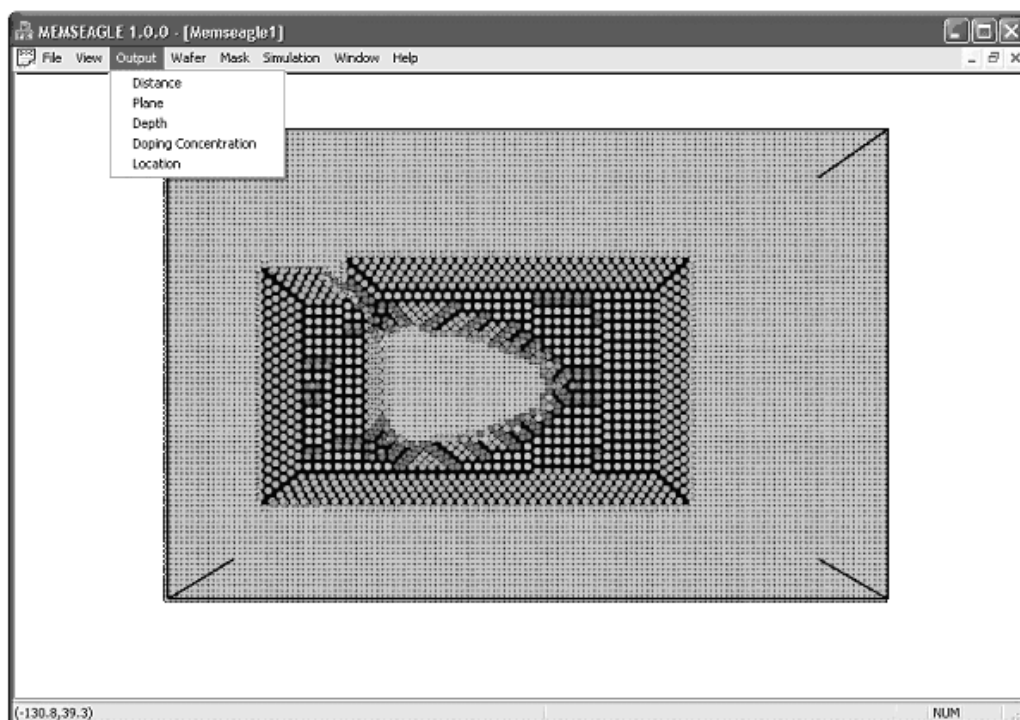 MEMSEAGLE 1.0.0 - [Memseagle1]
File View Output Wafer Mask Simulation Window Help
Distance
Plane
Depth
Doping Concentration
Location
(-130.8,39.3) NUM